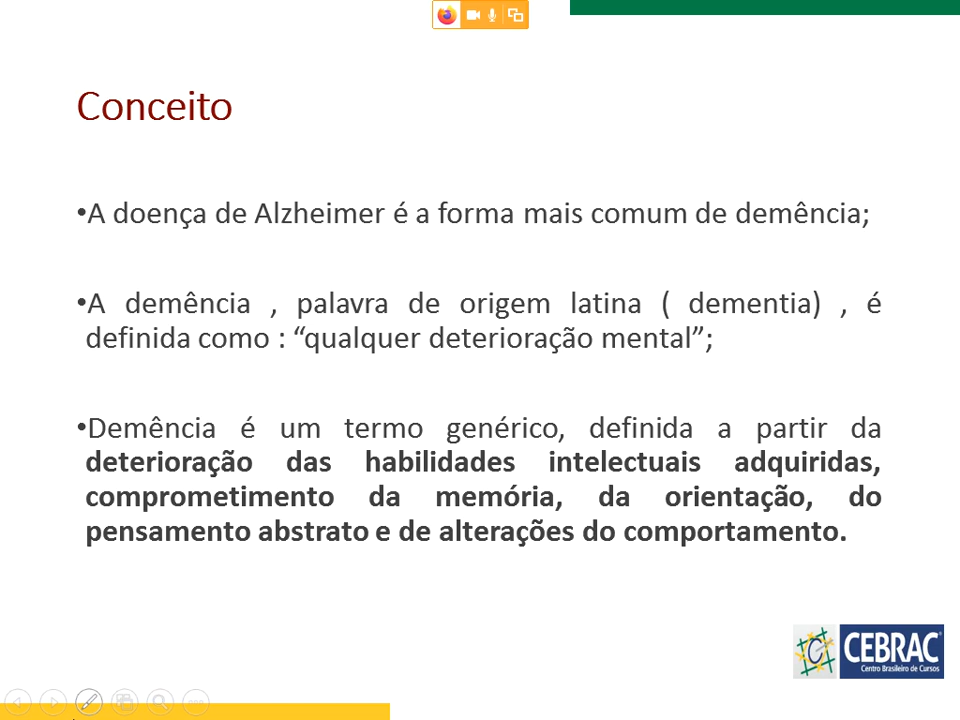 Conceito
•A doença de Alzheimer é a forma mais comum de demência;
•A demência , palavra de origem latina ( dementia) , é
definida como : “qualquer deterioração mental”;
•Demência é um termo genérico, definida a partir da
deterioração das habilidades intelectuais adquiridas,
comprometimento da memória, da orientação, do
pensamento abstrato e de alterações do comportamento.
CEBRAC
Centro Brasileiro de Cursos